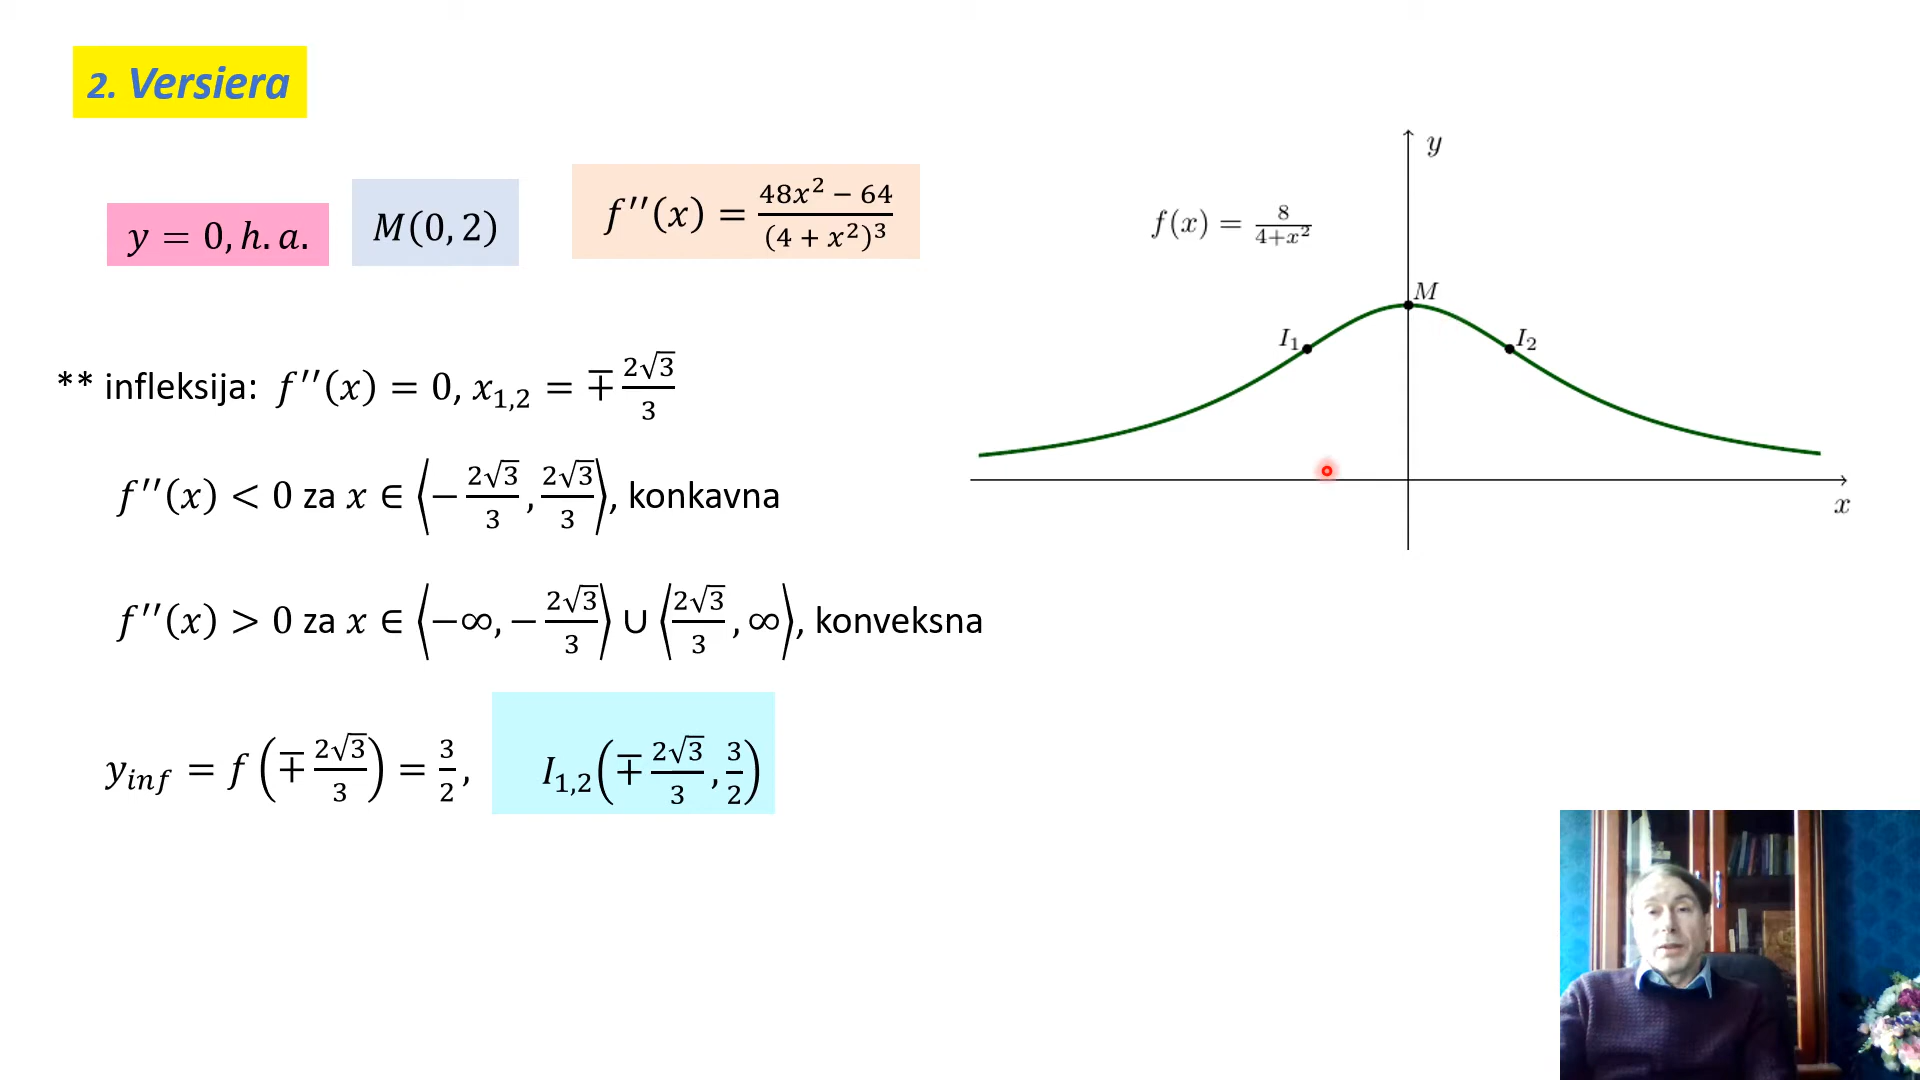 2. Versiera
y = 0, h. a.
M(0, 2)
f′′(x) = (48x² − 64)/(4 + x²)³
** infleksija: f′′(x) = 0, x₁,₂ = ∓ 2√3/3
f′′(x) < 0 za x ∈ ⟨− 2√3/3 , 2√3/3⟩, konkavna
f′′(x) > 0 za x ∈ ⟨−∞, − 2√3/3⟩ ∪ ⟨2√3/3 , ∞⟩, konveksna
y_inf = f (∓ 2√3/3) = 3/2 ,
I₁,₂ (∓ 2√3/3 , 3/2)
y
f(x) = 8/(4+x²)
M
I₁
I₂
x